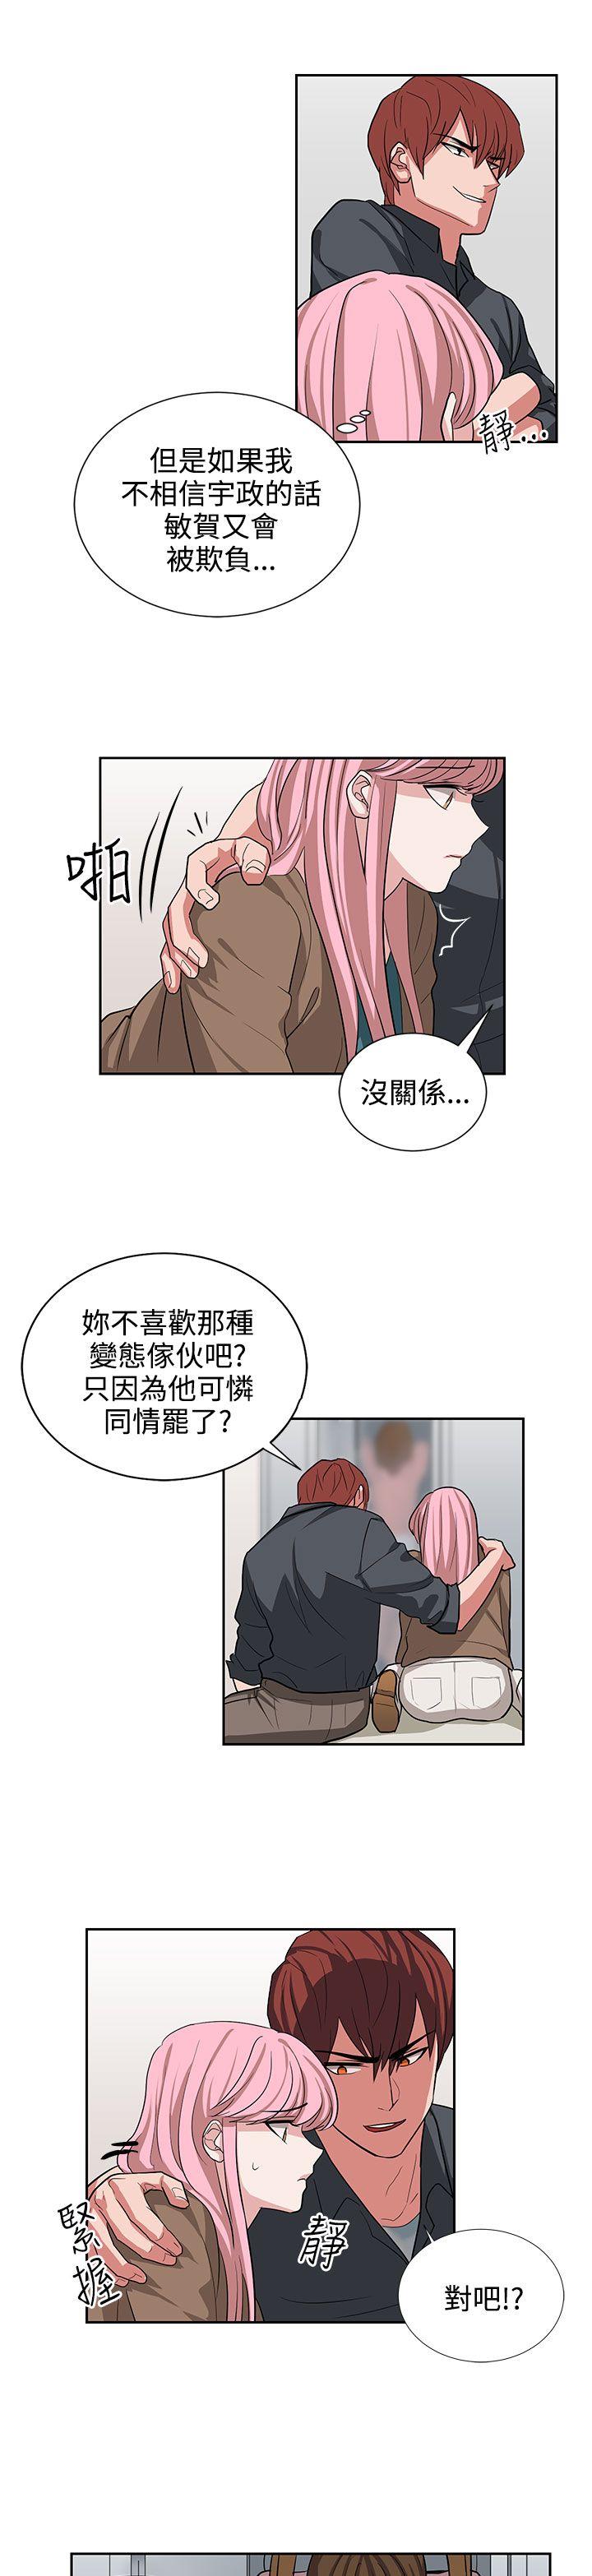 靜...
但是如果我
不相信宇政的話
敏賀又會
被欺負...
啪
沒關係...
妳不喜歡那種
變態傢伙吧?
只因為他可憐
同情罷了?
緊握
靜
對吧!?